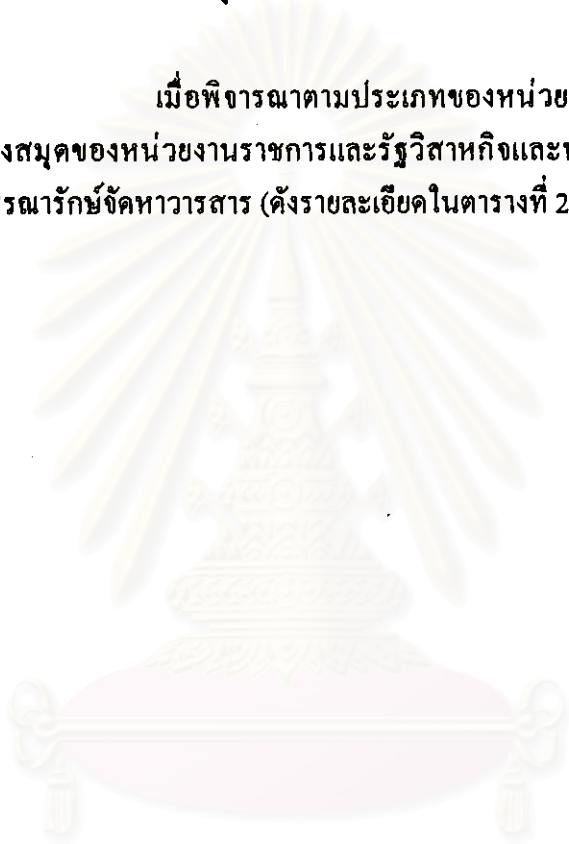 เมื่อพิจารณาตามประเภทของหน่วย
งสมุดของหน่วยงานราชการและรัฐวิสาหกิจและ
รณารักษ์จัดหาวารสาร (ดังรายละเอียดในตารางที่ 2